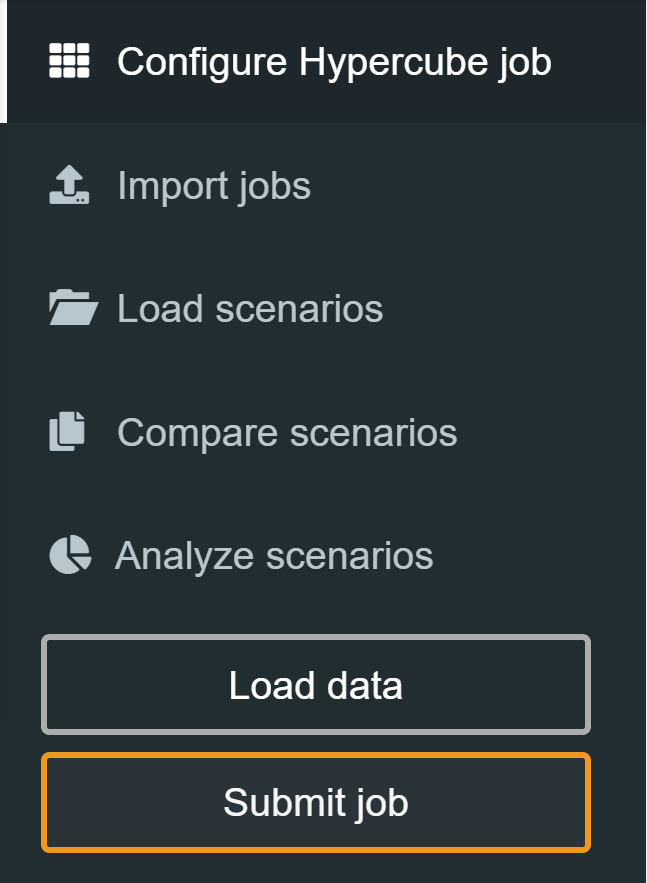 Configure Hypercube job
Import jobs
Load scenarios
Compare scenarios
Analyze scenarios
Load data
Submit job